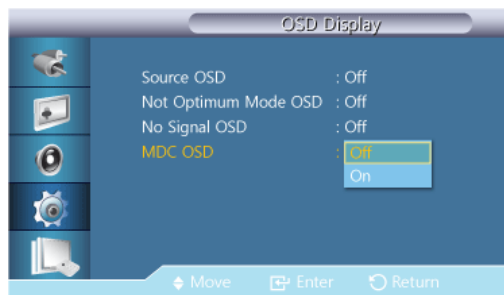 OSD Display
Source OSD : Off
Not Optimum Mode OSD : Off
No Signal OSD : Off
MDC OSD : Off
On
Move Enter Return